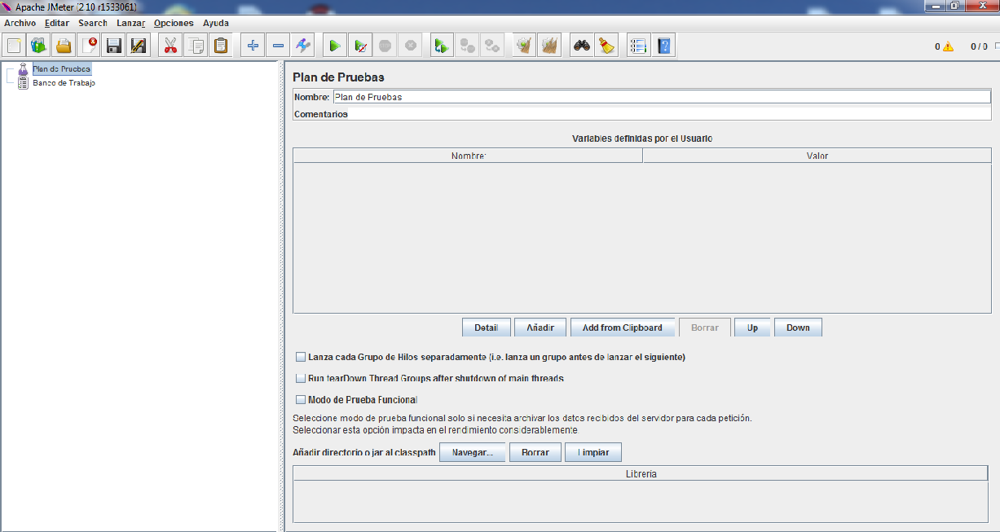 Apache JMeter (2.10 r1533061)
Archivo Editar Search Lanzar Opciones Ayuda
0 0 / 0
Plan de Pruebas
Banco de Trabajo
Plan de Pruebas
Nombre: Plan de Pruebas
Comentarios
Variables definidas por el Usuario
Nombre: Valor
Detail Añadir Add from Clipboard Borrar Up Down
Lanza cada Grupo de Hilos separadamente (i.e. lanza un grupo antes de lanzar el siguiente)
Run tearDown Thread Groups after shutdown of main threads
Modo de Prueba Funcional
Seleccione modo de prueba funcional solo si necesita archivar los datos recibidos del servidor para cada petición.
Seleccionar esta opción impacta en el rendimiento considerablemente.
Añadir directorio o jar al classpath Navegar... Borrar Limpiar
Librería